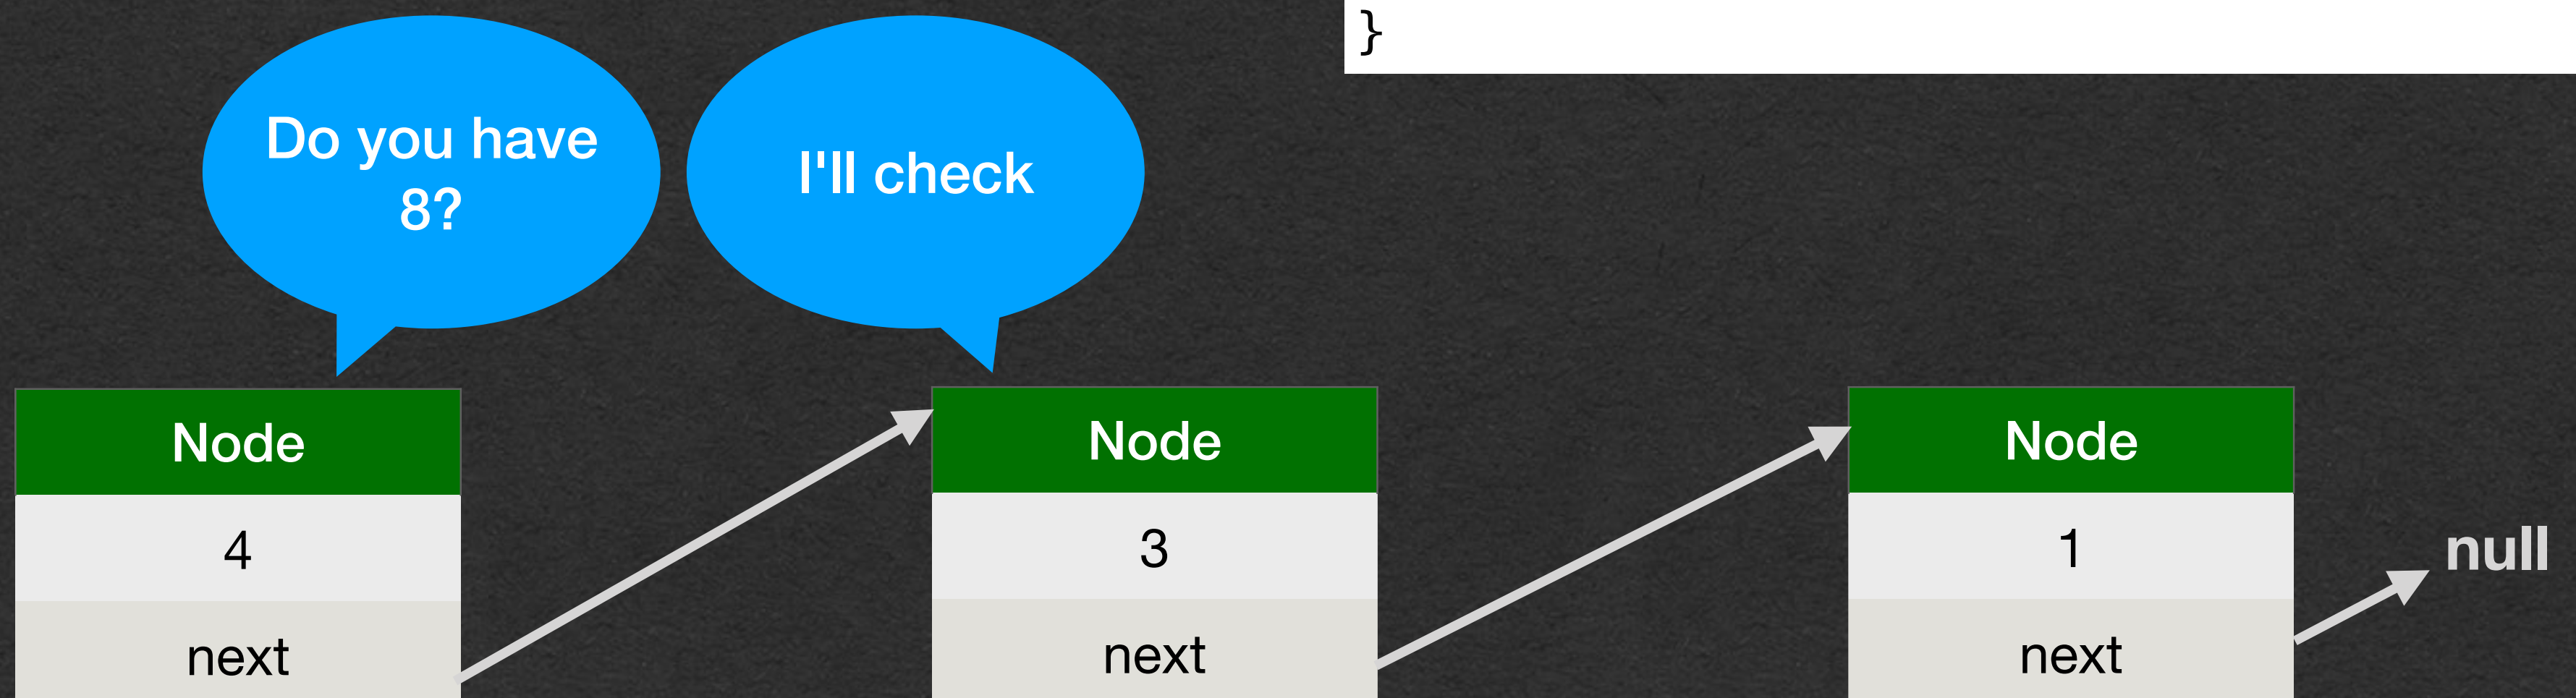 }
Do you have
8?
I'll check
Node
4
next
Node
3
next
Node
1
next
null